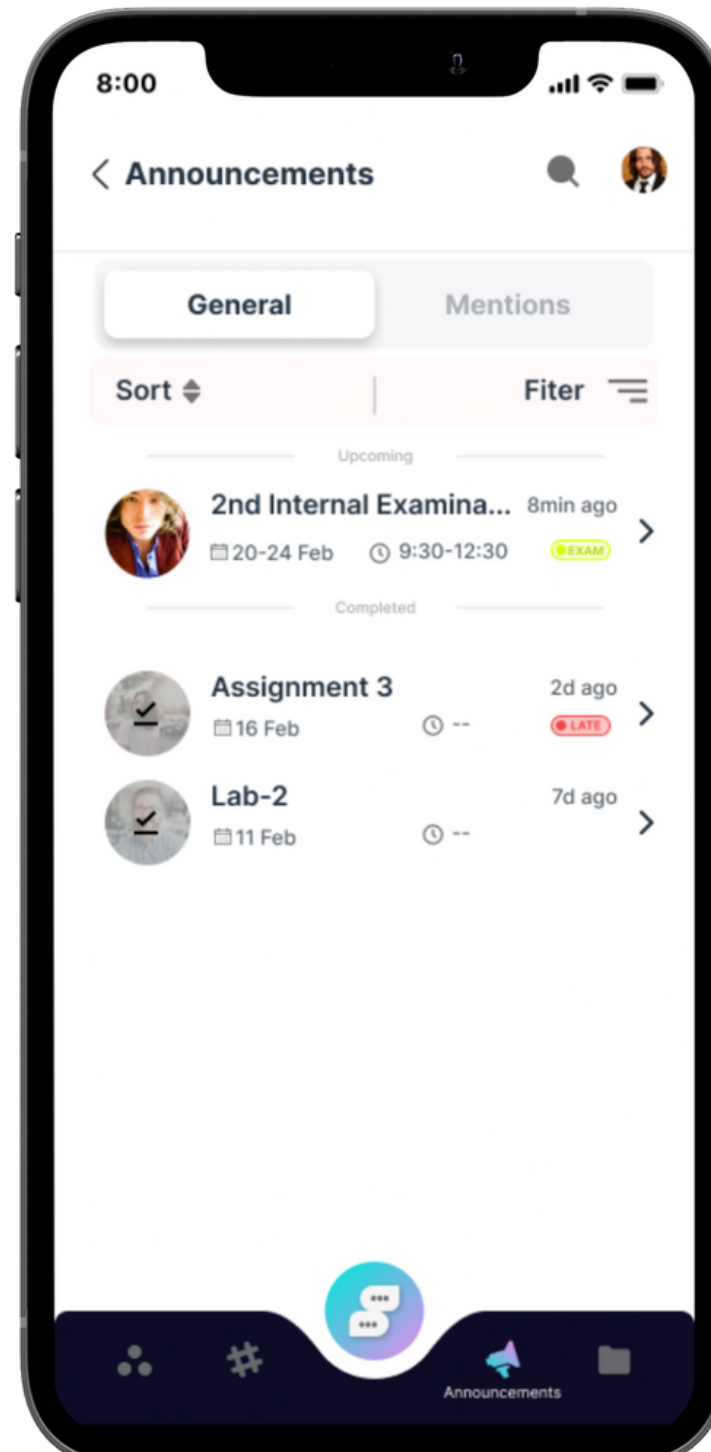 8:00
Announcements
General Mentions
Sort Fiter
Upcoming
2nd Internal Examina... 8min ago
20-24 Feb 9:30-12:30 EXAM
Completed
Assignment 3 2d ago
16 Feb -- LATE
Lab-2 7d ago
11 Feb --
Announcements